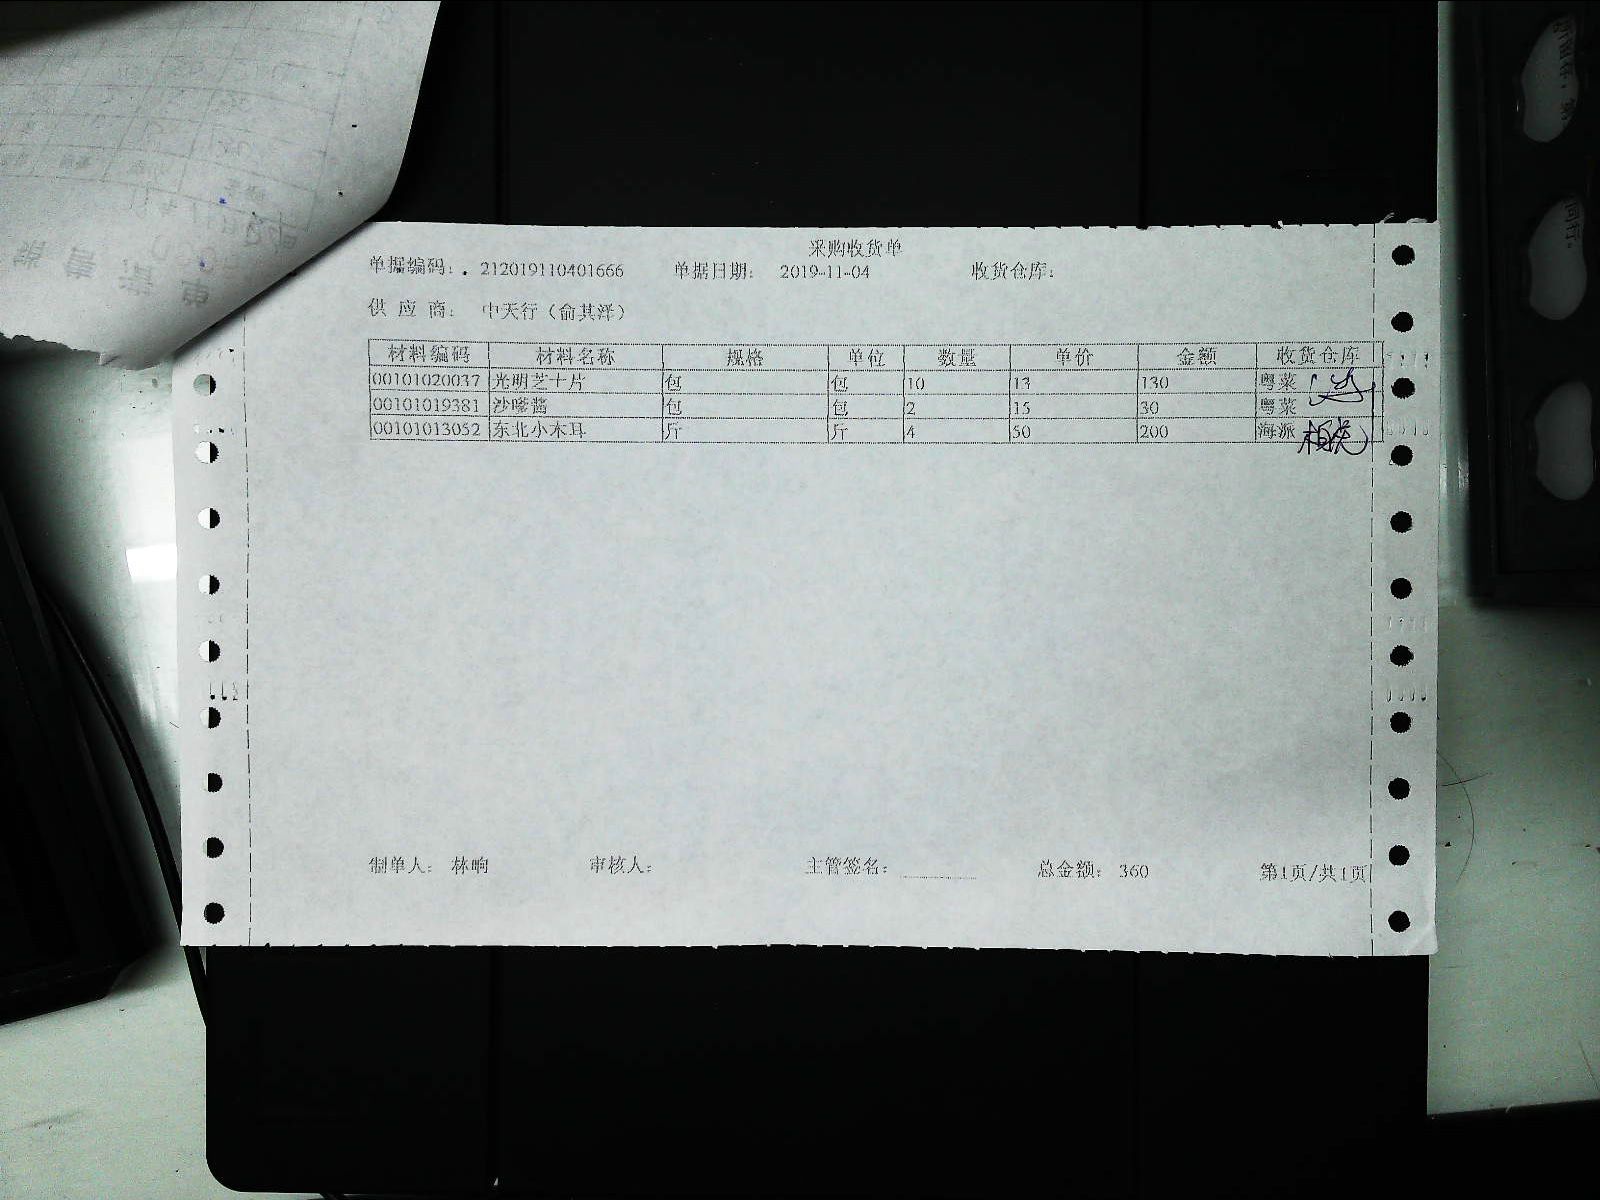 采购收货单
单据编码：. 212019110401666 单据日期： 2019-11-04 收货仓库：
供 应 商： 中天行（俞其泽）
材料编码 材料名称 规格 单位 数量 单价 金额 收货仓库
00101020037 光明芝士片 包 包 10 13 130 粤菜
00101019381 沙嗲酱 包 包 2 15 30 粤菜
00101013052 东北小木耳 斤 斤 4 50 200 海派
制单人： 林响 审核人： 主管签名： 总金额： 360 第1页/共1页